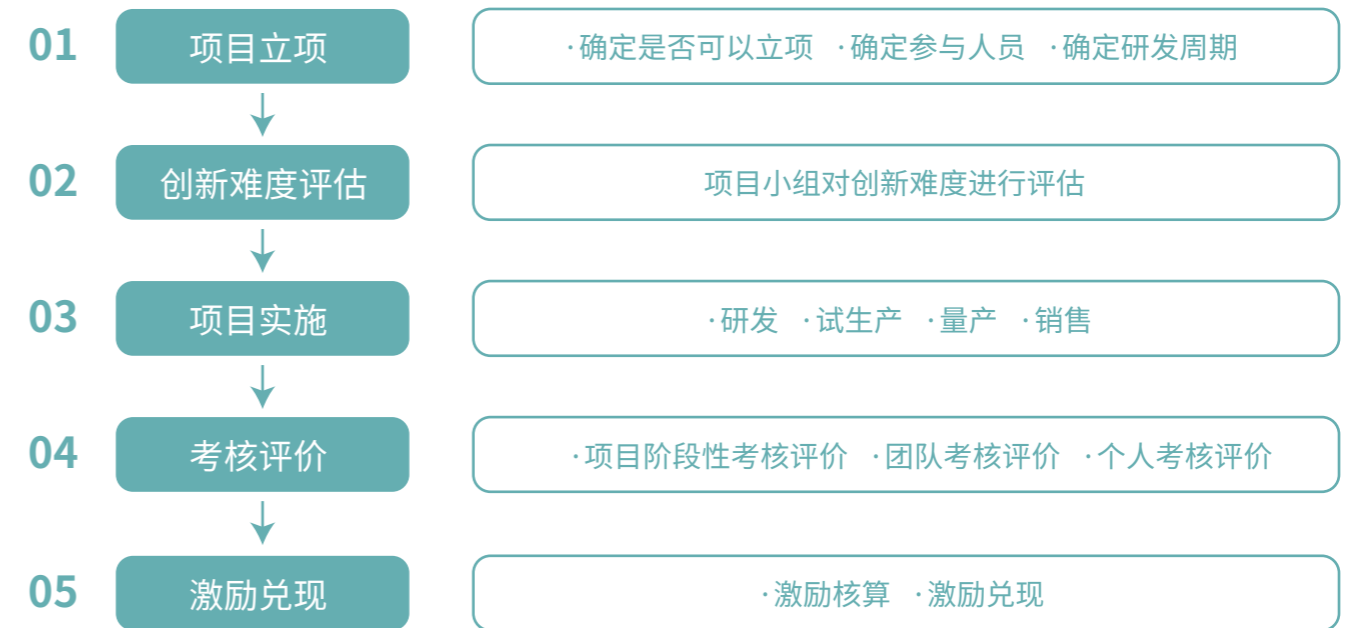 01 项目立项 ·确定是否可以立项 ·确定参与人员 ·确定研发周期
02 创新难度评估 项目小组对创新难度进行评估
03 项目实施 ·研发 ·试生产 ·量产 ·销售
04 考核评价 ·项目阶段性考核评价 ·团队考核评价 ·个人考核评价
05 激励兑现 ·激励核算 ·激励兑现